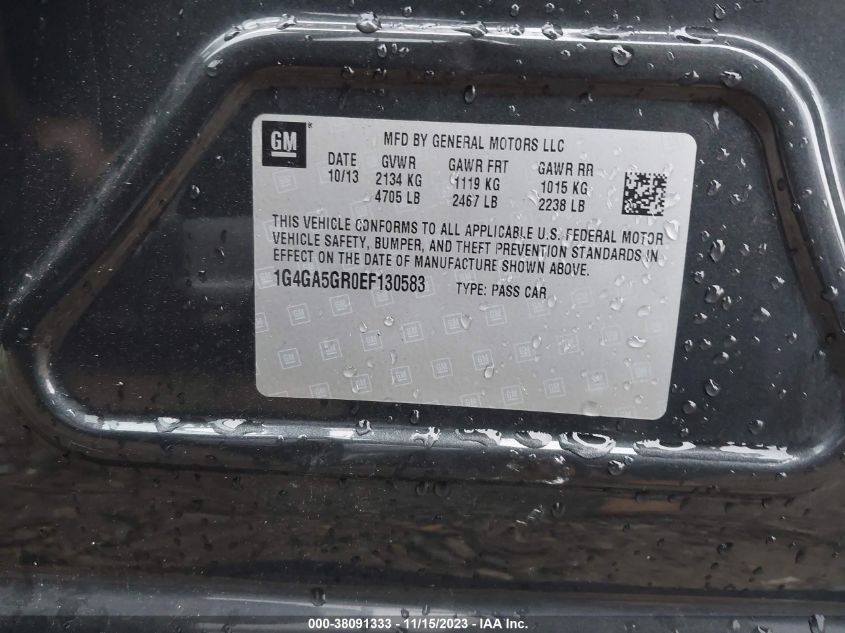 GM
MFD BY GENERAL MOTORS LLC
DATE GVWR GAWR FRT GAWR RR
10/13 2134 KG 1119 KG 1015 KG
4705 LB 2467 LB 2238 LB
THIS VEHICLE CONFORMS TO ALL APPLICABLE U.S. FEDERAL MOTOR
VEHICLE SAFETY, BUMPER, AND THEFT PREVENTION STANDARDS IN
EFFECT ON THE DATE OF MANUFACTURE SHOWN ABOVE.
1G4GA5GR0EF130583 TYPE: PASS CAR
000-38091333 - 11/15/2023 - IAA Inc.